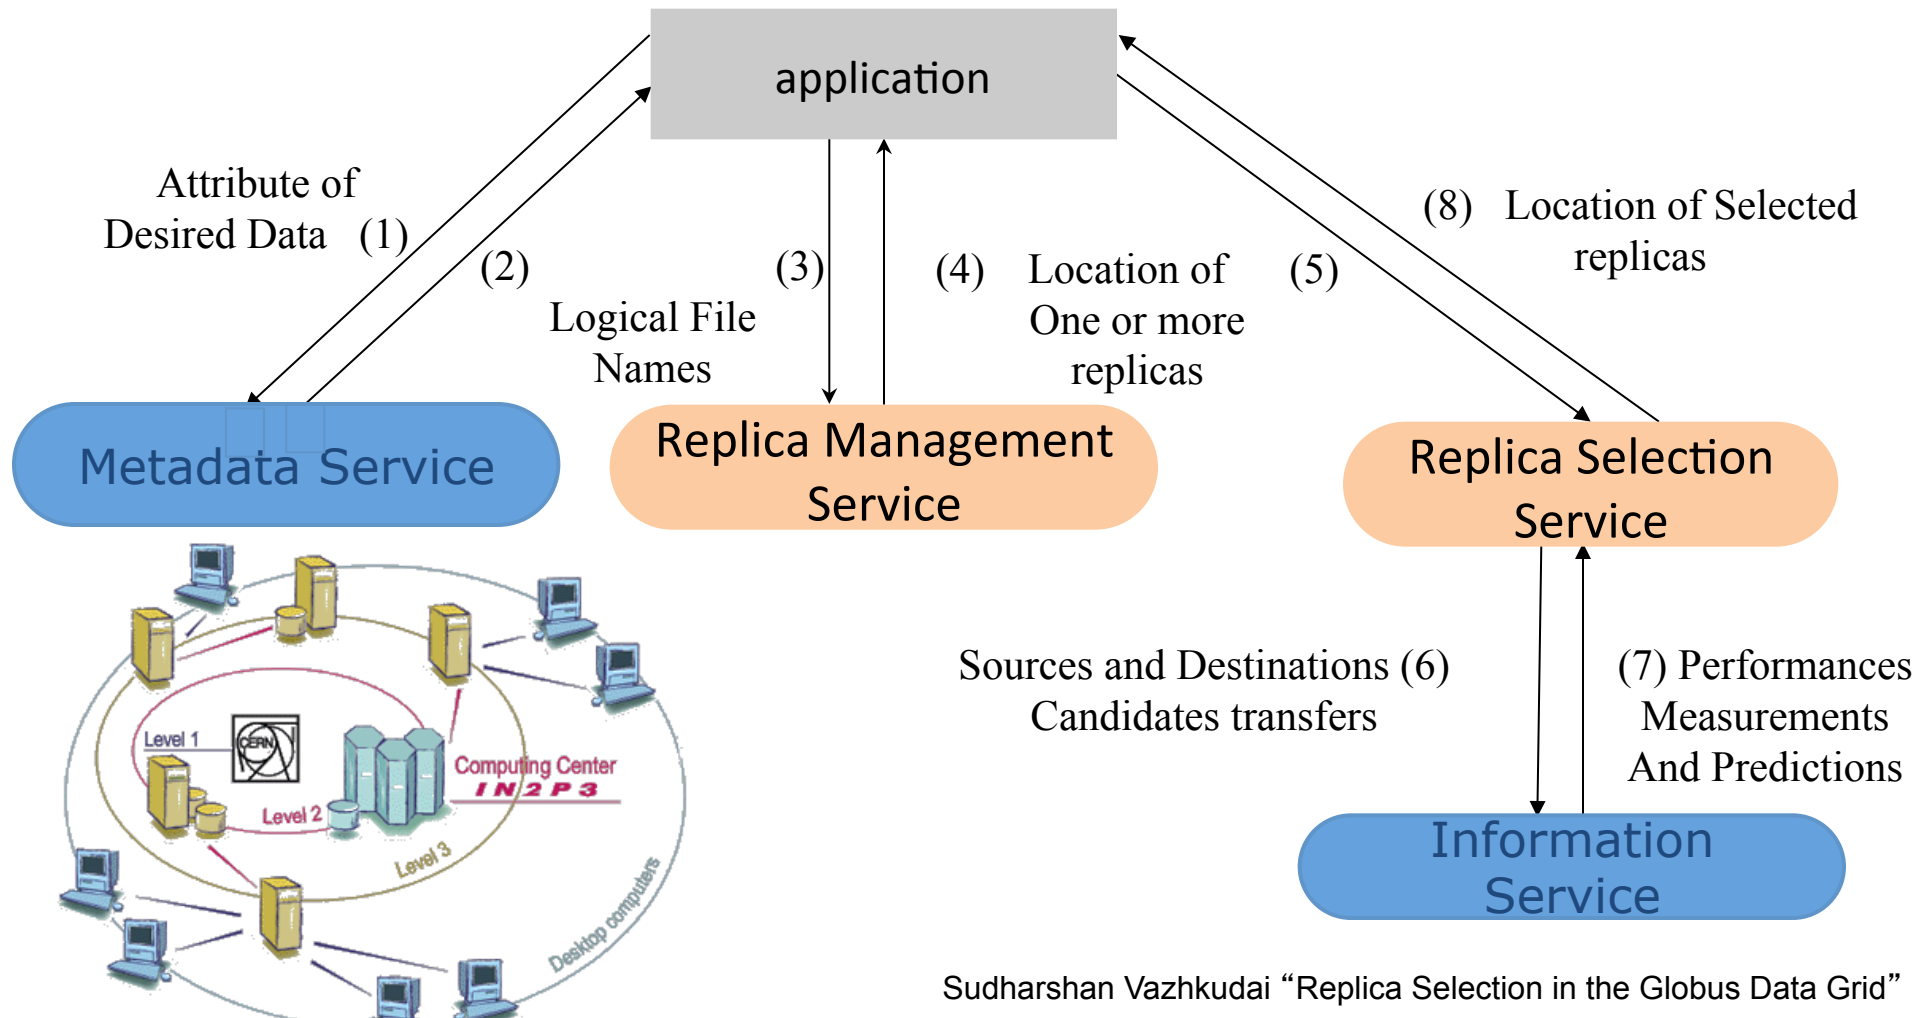 application
Attribute of
Desired Data (1)
(2)
Logical File
Names
(3)
(4)
Location of
One or more
replicas
(5)
(8) Location of Selected
replicas
Metadata Service
Replica Management
Service
Replica Selection
Service
Sources and Destinations (6)
Candidates transfers
(7) Performances
Measurements
And Predictions
Information
Service
Level 1
CERN
Computing Center
IN2P3
Level 2
Level 3
Desktop computers
Sudharshan Vazhkudai “Replica Selection in the Globus Data Grid”